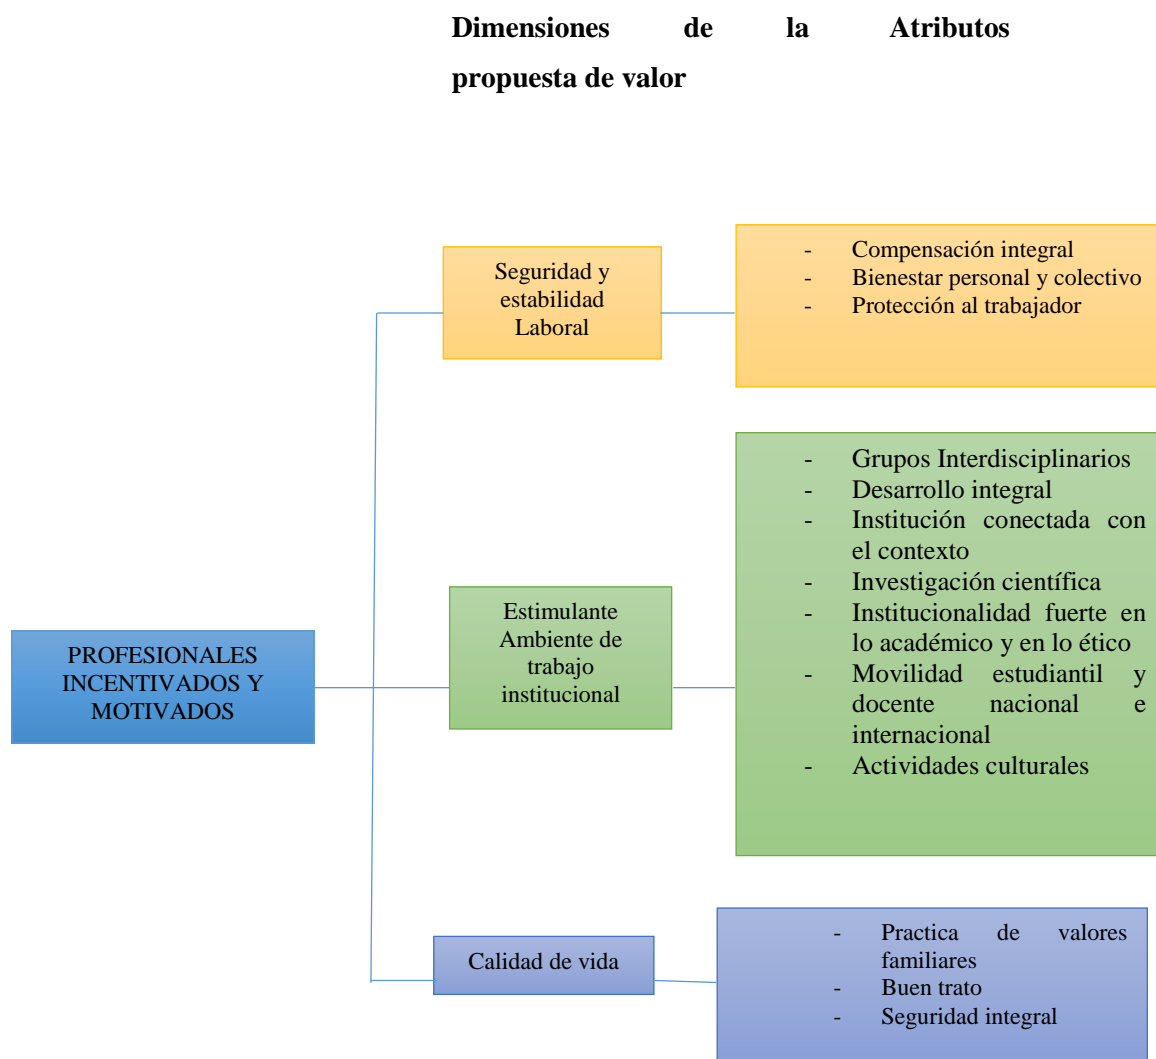 Dimensiones de la Atributos
propuesta de valor
Seguridad y
estabilidad
Laboral
- Compensación integral
- Bienestar personal y colectivo
- Protección al trabajador
PROFESIONALES
INCENTIVADOS Y
MOTIVADOS
Estimulante
Ambiente de
trabajo
institucional
- Grupos Interdisciplinarios
- Desarrollo integral
- Institución conectada con
el contexto
- Investigación científica
- Institucionalidad fuerte en
lo académico y en lo ético
- Movilidad estudiantil y
docente nacional e
internacional
- Actividades culturales
Calidad de vida
- Practica de valores
familiares
- Buen trato
- Seguridad integral